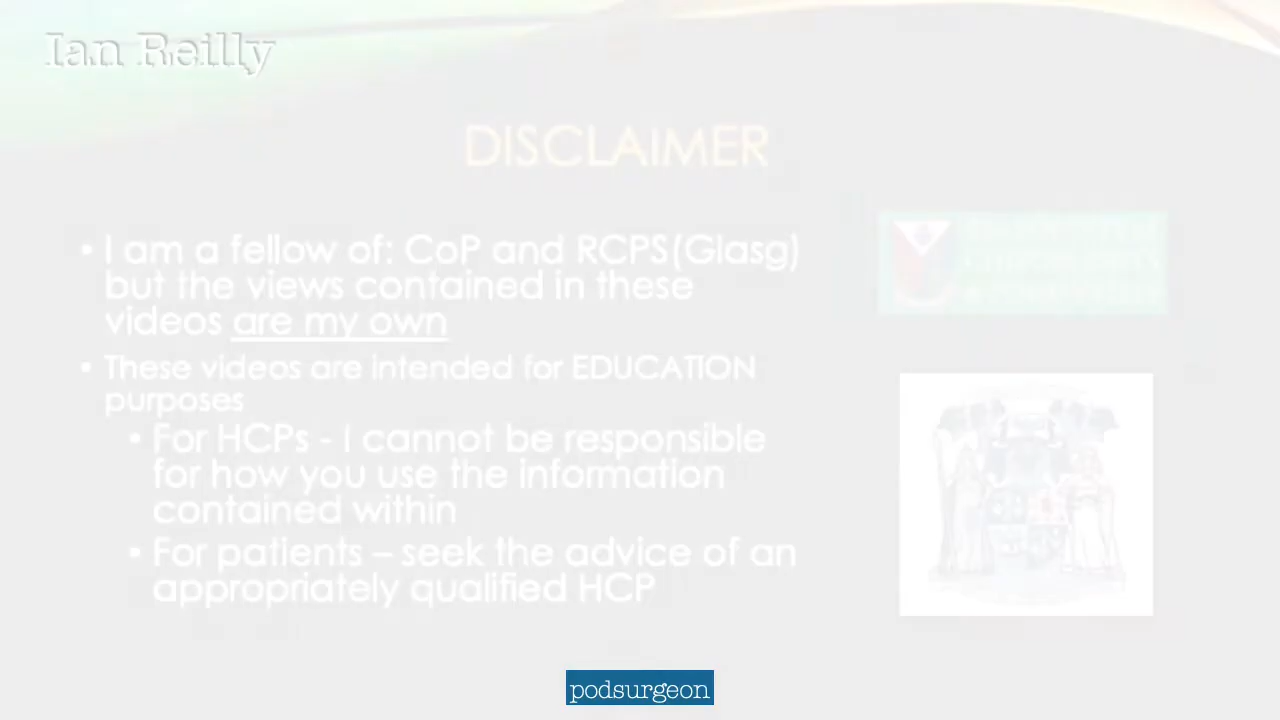 Ian Reilly
DISCLAIMER
• I am a fellow of: CoP and RCPS(Glasg)
but the views contained in these
videos are my own
• These videos are intended for EDUCATION
purposes
• For HCPs - I cannot be responsible
for how you use the information
contained within
• For patients – seek the advice of an
appropriately qualified HCP
podsurgeon